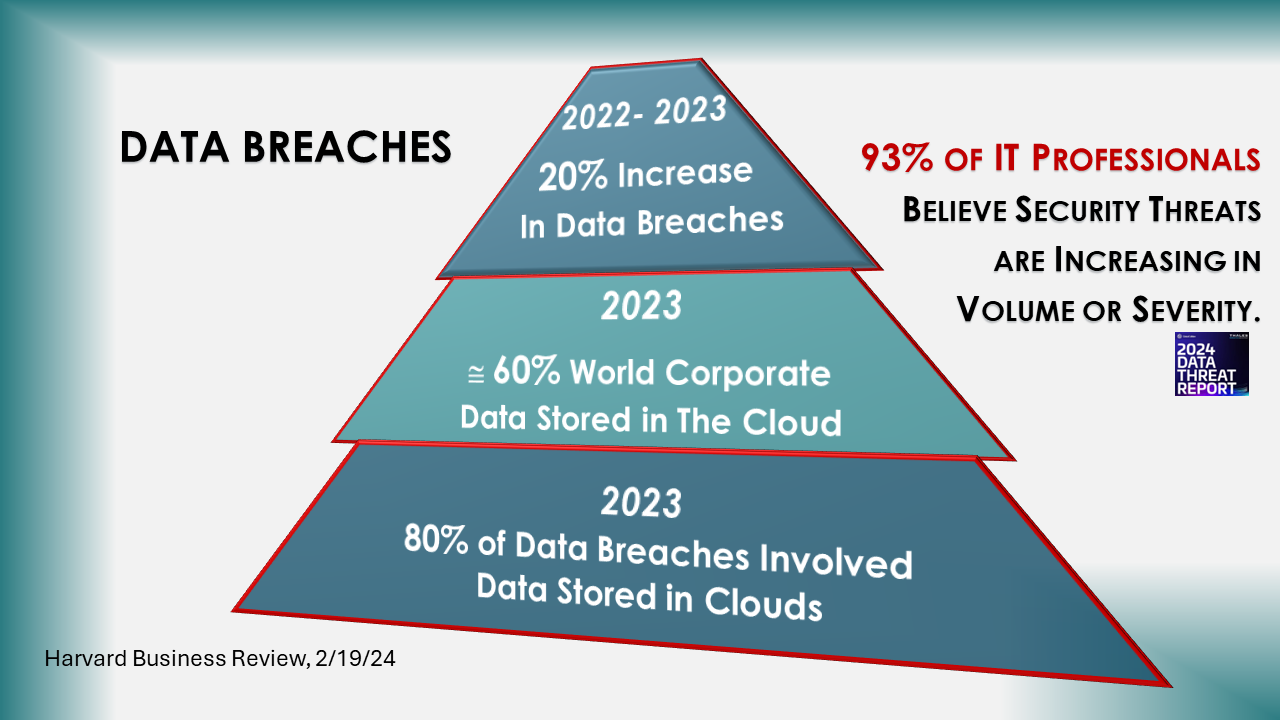 DATA BREACHES
2022- 2023
20% Increase
In Data Breaches
2023
≅ 60% World Corporate
Data Stored in The Cloud
2023
80% of Data Breaches Involved
Data Stored in Clouds
93% OF IT PROFESSIONALS
BELIEVE SECURITY THREATS
ARE INCREASING IN
VOLUME OR SEVERITY.
THALES
2024
DATA
THREAT
REPORT
Harvard Business Review, 2/19/24